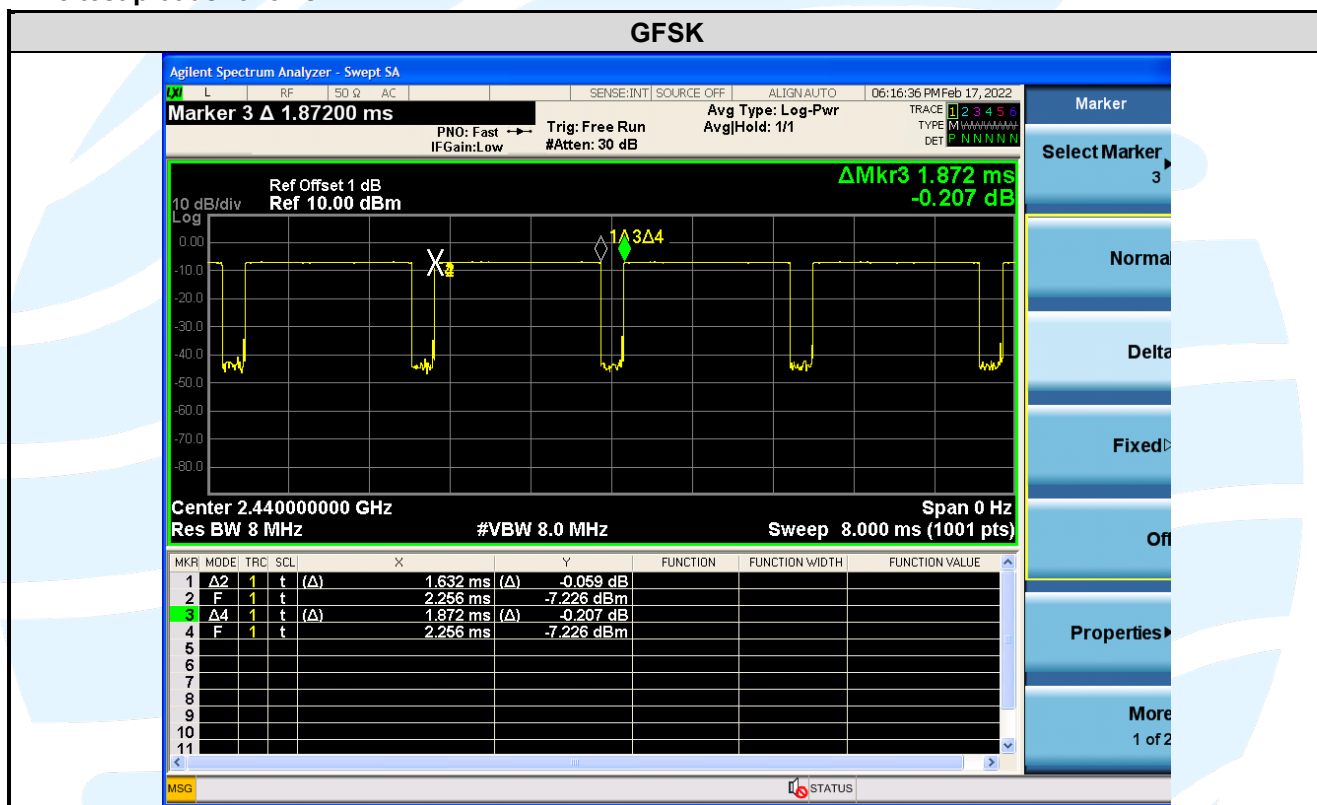 GFSK
Agilent Spectrum Analyzer - Swept SA
LXI L RF 50 Ω AC SENSE:INT SOURCE OFF ALIGN AUTO 06:16:36 PM Feb 17, 2022
Marker 3 Δ 1.87200 ms
PNO: Fast
IFGain:Low
Trig: Free Run
#Atten: 30 dB
Avg Type: Log-Pwr
Avg|Hold: 1/1
TRACE 1 2 3 4 5 6
TYPE M W W W W W
DET P N N N N N
Marker
Select Marker
3
Normal
Delta
Fixed
Off
Properties
More
1 of 2
ΔMkr3 1.872 ms
-0.207 dB
Ref Offset 1 dB
10 dB/div Ref 10.00 dBm
Log
0.00
-10.0
-20.0
-30.0
-40.0
-50.0
-60.0
-70.0
-80.0
1Δ 3Δ4
Center 2.440000000 GHz Span 0 Hz
Res BW 8 MHz #VBW 8.0 MHz Sweep 8.000 ms (1001 pts)
MKR MODE TRC SCL X Y FUNCTION FUNCTION WIDTH FUNCTION VALUE
1 Δ2 1 t (Δ) 1.632 ms (Δ) -0.059 dB
2 F 1 t 2.256 ms -7.226 dBm
3 Δ4 1 t (Δ) 1.872 ms (Δ) -0.207 dB
4 F 1 t 2.256 ms -7.226 dBm
5
6
7
8
9
10
11
MSG STATUS